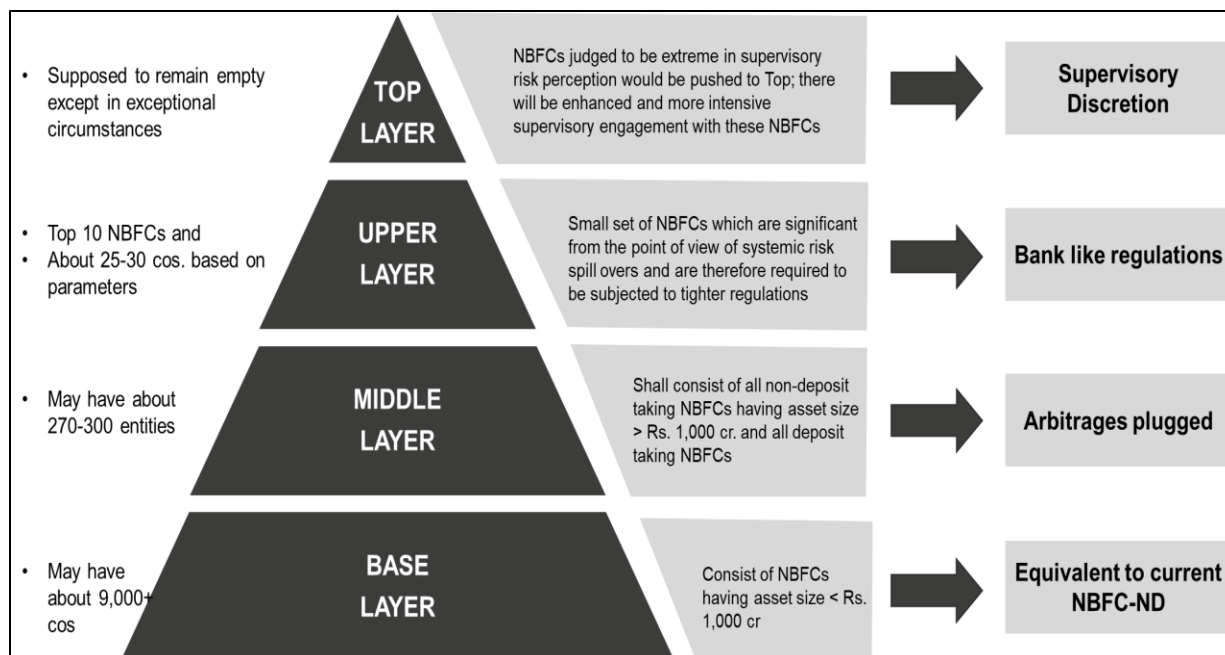 • Supposed to remain empty
except in exceptional
circumstances
TOP
LAYER
NBFCs judged to be extreme in supervisory
risk perception would be pushed to Top; there
will be enhanced and more intensive
supervisory engagement with these NBFCs
Supervisory
Discretion
• Top 10 NBFCs and
• About 25-30 cos. based on
parameters
UPPER
LAYER
Small set of NBFCs which are significant
from the point of view of systemic risk
spill overs and are therefore required to
be subjected to tighter regulations
Bank like regulations
• May have about
270-300 entities
MIDDLE
LAYER
Shall consist of all non-deposit
taking NBFCs having asset size
> Rs. 1,000 cr. and all deposit
taking NBFCs
Arbitrages plugged
• May have
about 9,000+
cos
BASE
LAYER
Consist of NBFCs
having asset size < Rs.
1,000 cr
Equivalent to current
NBFC-ND